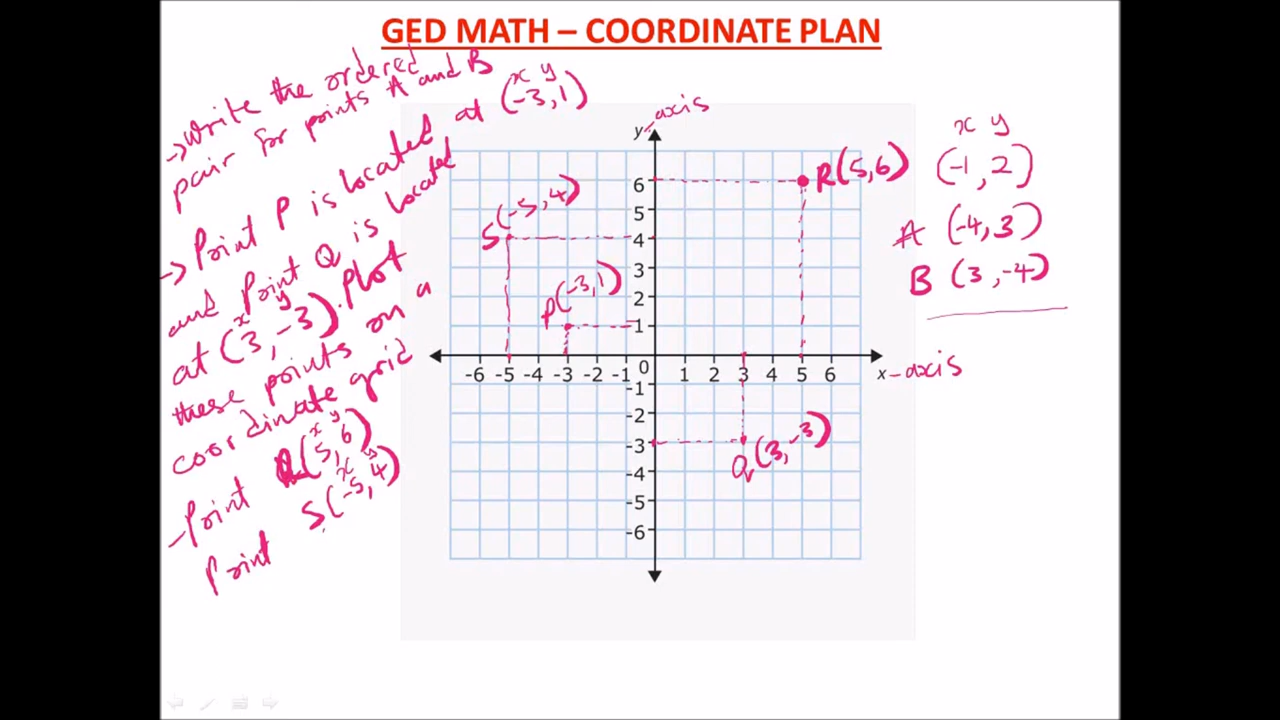 GED MATH – COORDINATE PLAN
→ Write the ordered
pair for points A and B
→ Point P is located at (-3, 1)
x y
and Point Q is located
at (3, -3). Plot
x y
these points on a
coordinate grid
- Point R(5, 6)
x y
Point S(-5, 4)
x y
y-axis
x-axis
6
5
4
3
2
1
0
-1
-2
-3
-4
-5
-6
-6 -5 -4 -3 -2 -1 1 2 3 4 5 6
S(-5, 4)
P(-3, 1)
R(5, 6)
Q(3, -3)
x y
(-1, 2)
A (-4, 3)
B (3, -4)